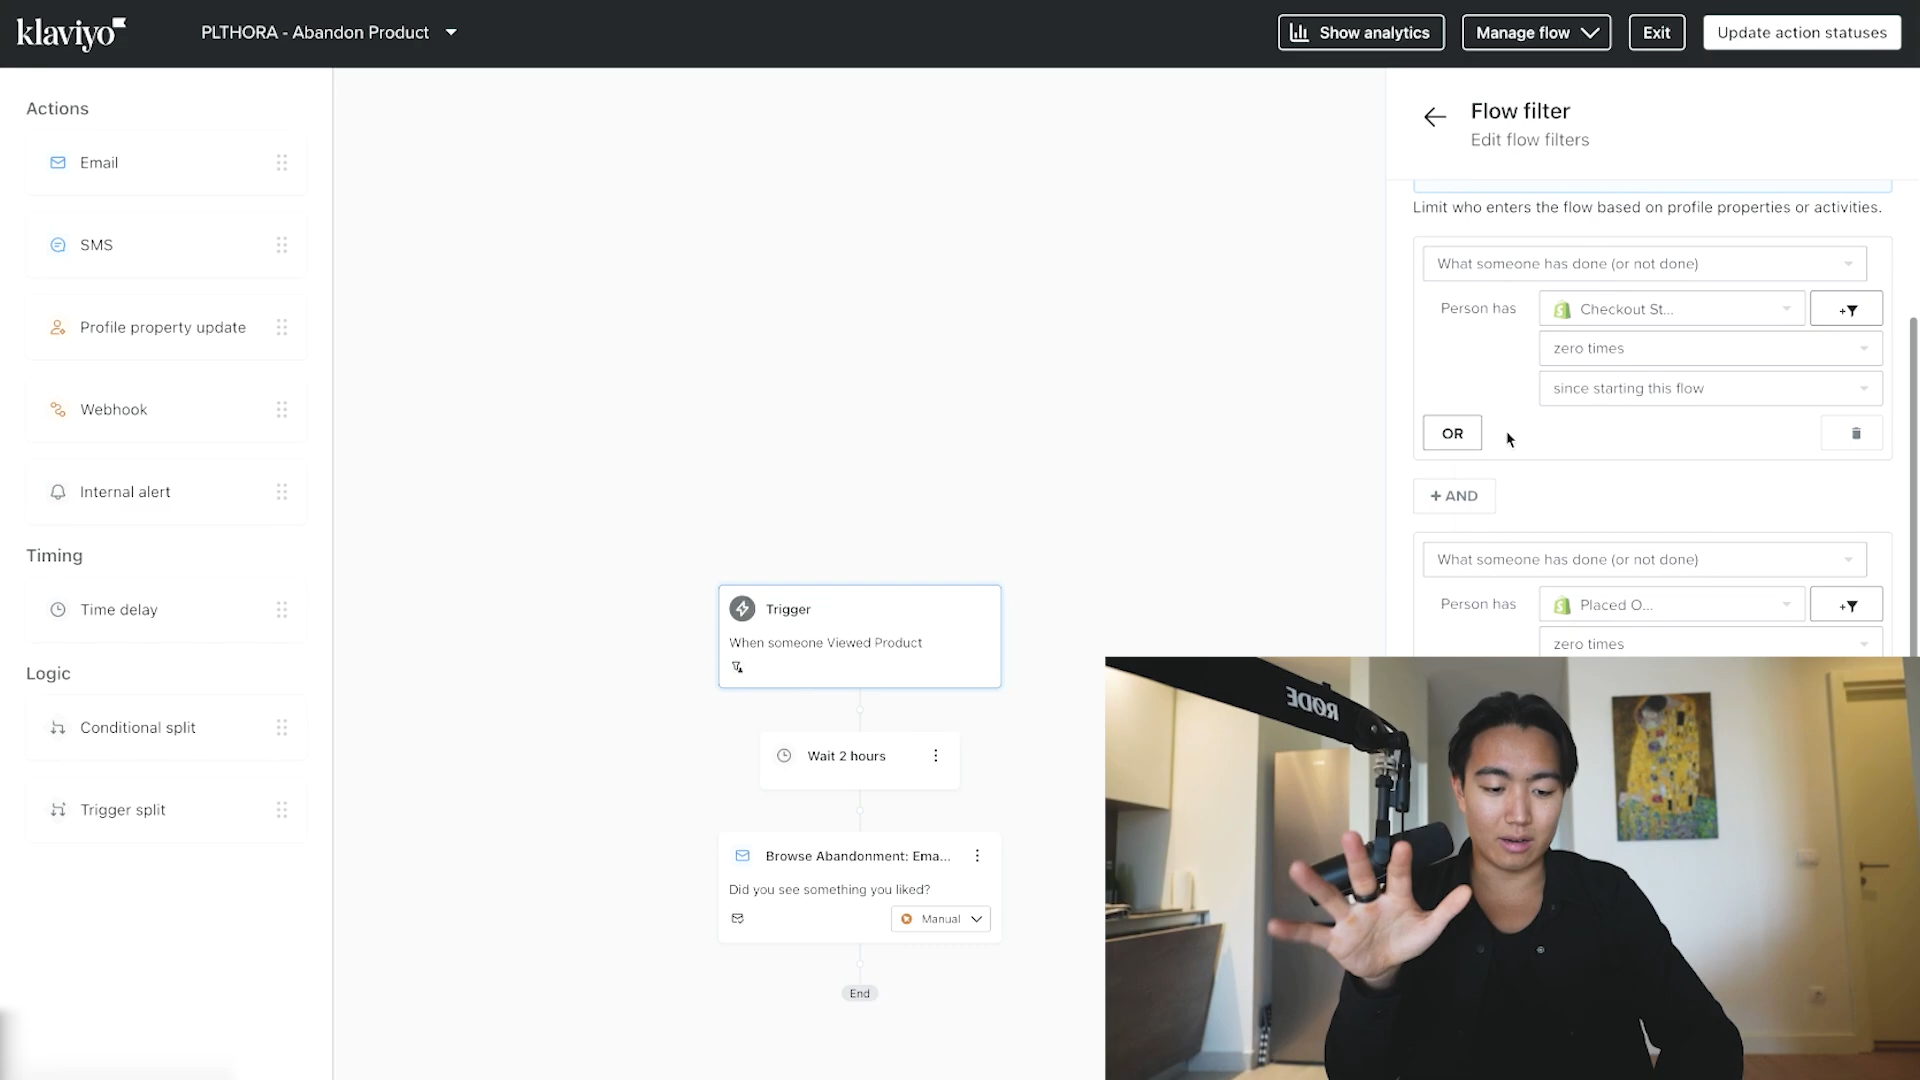 klaviyo
PLTHORA - Abandon Product
Show analytics
Manage flow
Exit
Update action statuses
Actions
Email
SMS
Profile property update
Webhook
Internal alert
Timing
Time delay
Logic
Conditional split
Trigger split
Trigger
When someone Viewed Product
Wait 2 hours
Browse Abandonment: Ema...
Did you see something you liked?
Manual
End
Flow filter
Edit flow filters
Limit who enters the flow based on profile properties or activities.
What someone has done (or not done)
Person has
Checkout St...
zero times
since starting this flow
OR
+ AND
What someone has done (or not done)
Person has
Placed O...
zero times
RØDE